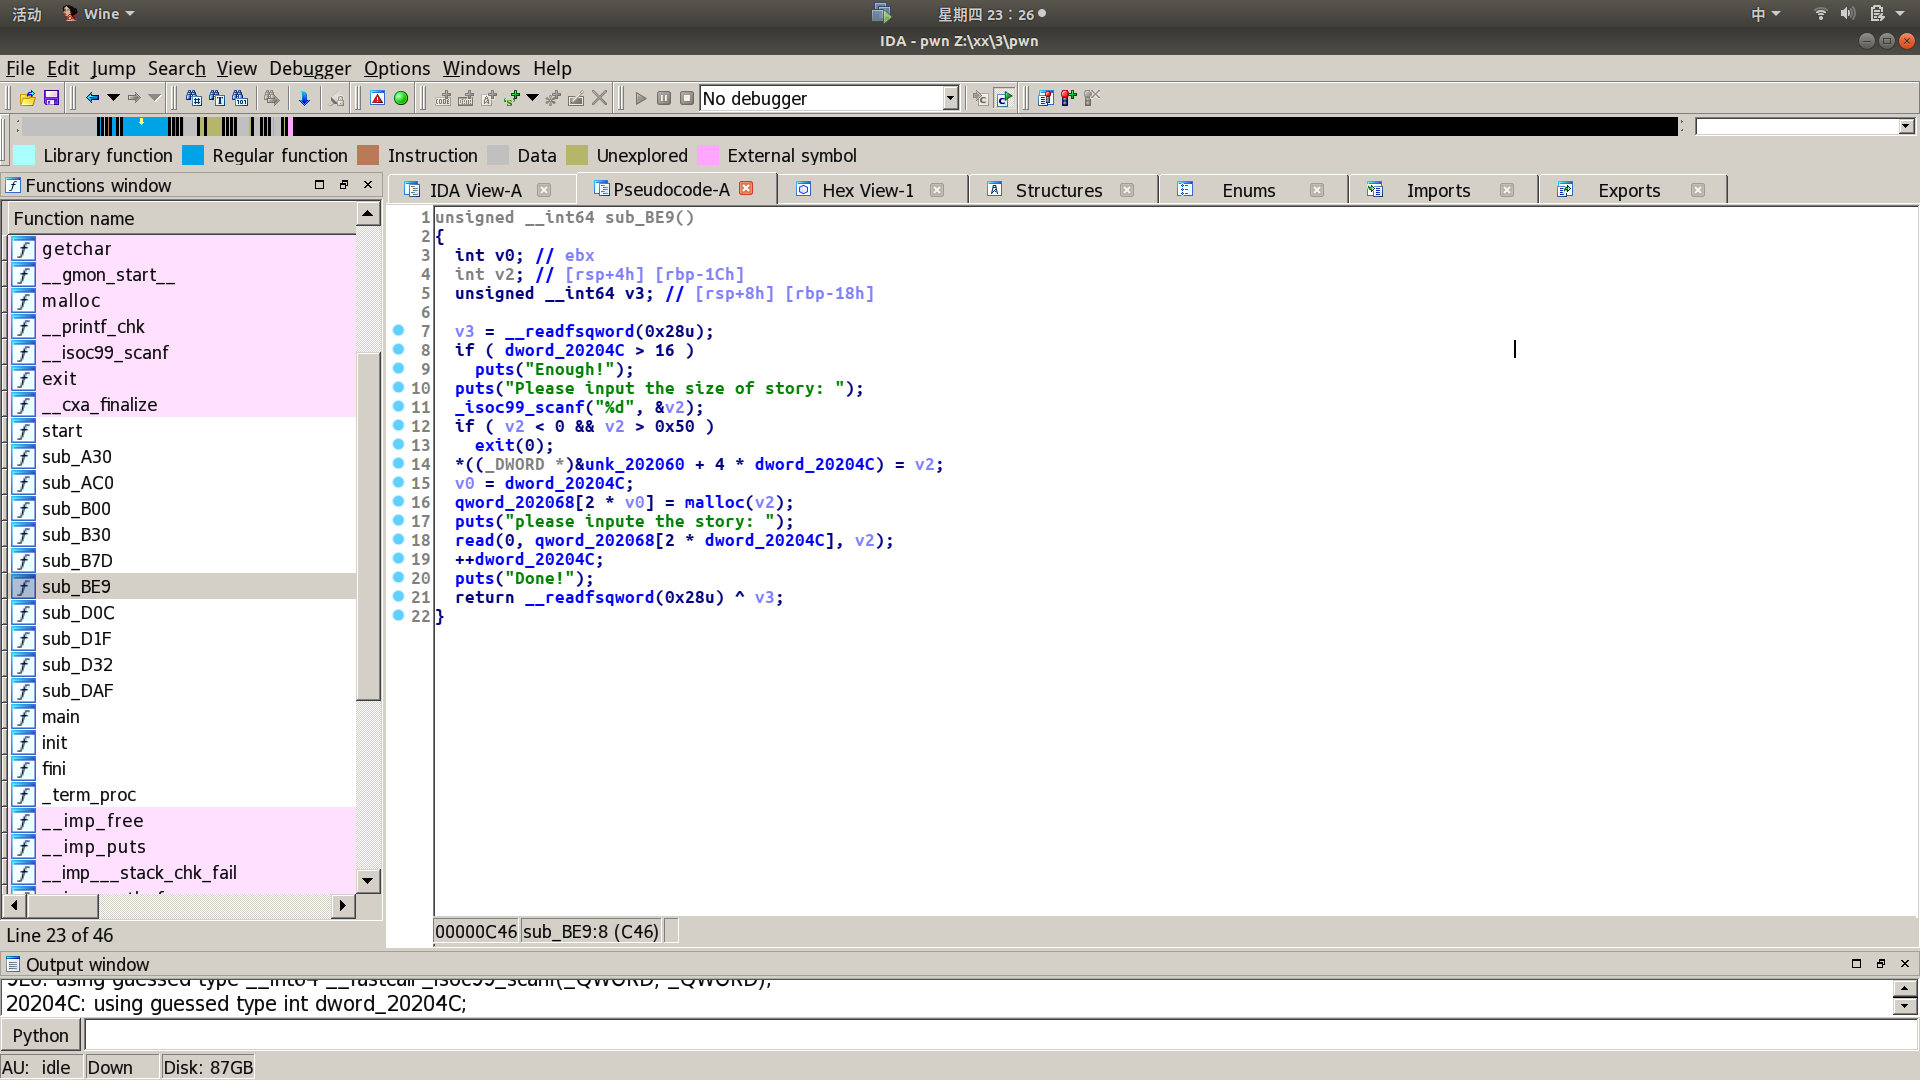 活动 Wine 星期四 23：26 中
IDA - pwn Z:\xx\3\pwn
File Edit Jump Search View Debugger Options Windows Help
No debugger
Library function Regular function Instruction Data Unexplored External symbol
Functions window
Function name
getchar
__gmon_start__
malloc
__printf_chk
__isoc99_scanf
exit
__cxa_finalize
start
sub_A30
sub_AC0
sub_B00
sub_B30
sub_B7D
sub_BE9
sub_D0C
sub_D1F
sub_D32
sub_DAF
main
init
fini
_term_proc
__imp_free
__imp_puts
__imp___stack_chk_fail
Line 23 of 46
IDA View-A Pseudocode-A Hex View-1 Structures Enums Imports Exports
1 unsigned __int64 sub_BE9()
2 {
3 int v0; // ebx
4 int v2; // [rsp+4h] [rbp-1Ch]
5 unsigned __int64 v3; // [rsp+8h] [rbp-18h]
6
7 v3 = __readfsqword(0x28u);
8 if ( dword_20204C > 16 )
9 puts("Enough!");
10 puts("Please input the size of story: ");
11 _isoc99_scanf("%d", &v2);
12 if ( v2 < 0 && v2 > 0x50 )
13 exit(0);
14 *((_DWORD *)&unk_202060 + 4 * dword_20204C) = v2;
15 v0 = dword_20204C;
16 qword_202068[2 * v0] = malloc(v2);
17 puts("please inpute the story: ");
18 read(0, qword_202068[2 * dword_20204C], v2);
19 ++dword_20204C;
20 puts("Done!");
21 return __readfsqword(0x28u) ^ v3;
22 }
00000C46 sub_BE9:8 (C46)
Output window
9E0: using guessed type __int64 __fastcall _isoc99_scanf(_QWORD, _QWORD);
20204C: using guessed type int dword_20204C;
Python
AU: idle Down Disk: 87GB